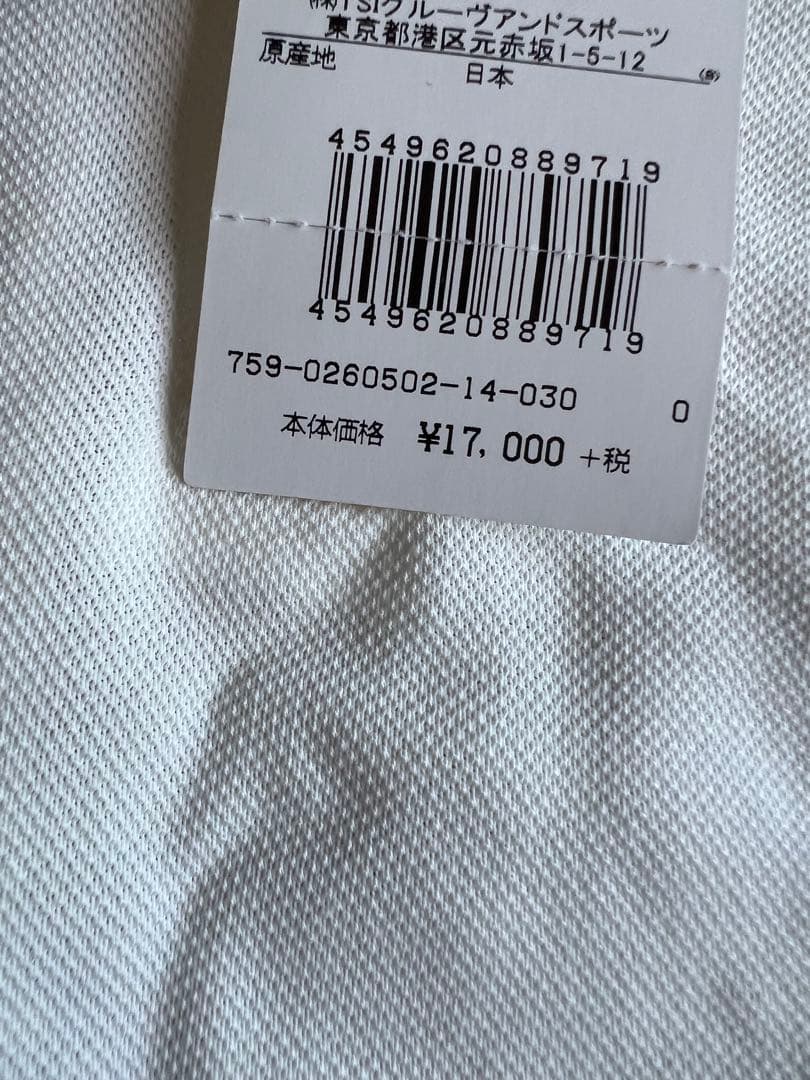 (株)TSIグルーヴアンドスポーツ
東京都港区元赤坂1-5-12
原産地 日本 (B)
4549620889719
4549620889719
759-0260502-14-030 0
本体価格 ¥17,000 +税